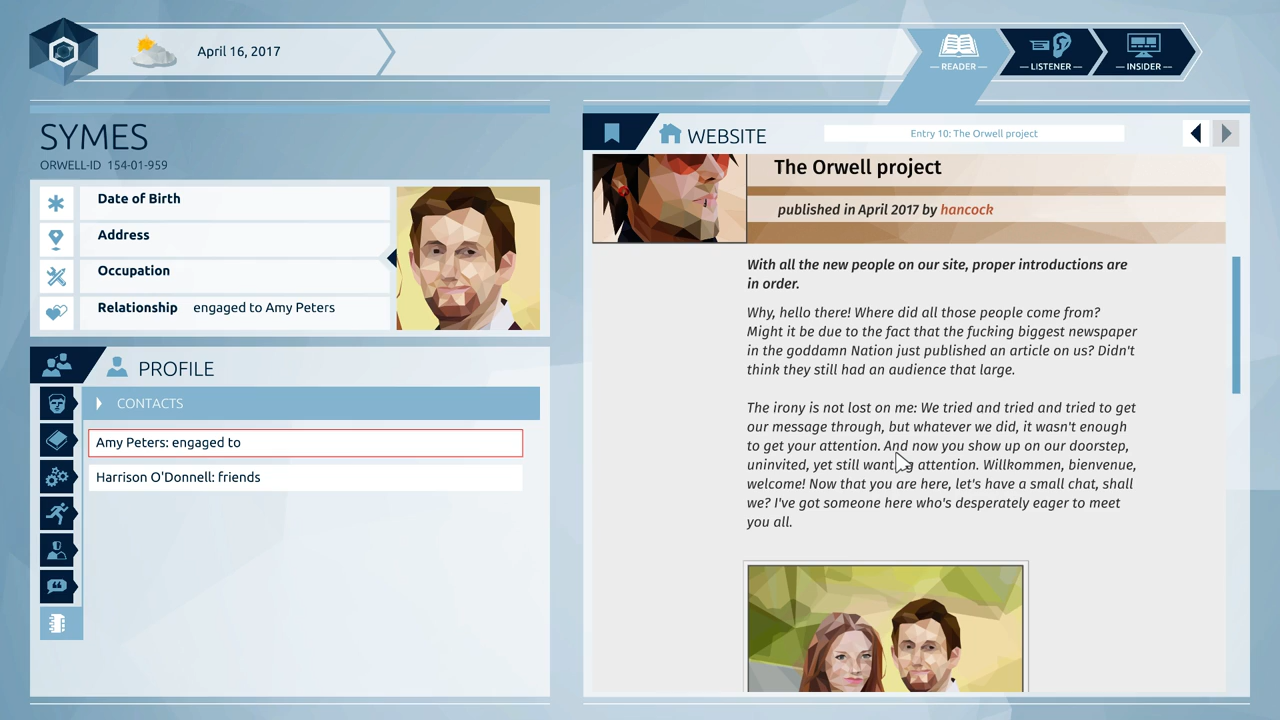 April 16, 2017
— READER —
— LISTENER —
— INSIDER —
SYMES
ORWELL-ID 154-01-959
Date of Birth
Address
Occupation
Relationship engaged to Amy Peters
PROFILE
CONTACTS
Amy Peters: engaged to
Harrison O'Donnell: friends
WEBSITE
Entry 10: The Orwell project
The Orwell project
published in April 2017 by hancock
With all the new people on our site, proper introductions are
in order.
Why, hello there! Where did all those people come from?
Might it be due to the fact that the fucking biggest newspaper
in the goddamn Nation just published an article on us? Didn't
think they still had an audience that large.
The irony is not lost on me: We tried and tried and tried to get
our message through, but whatever we did, it wasn't enough
to get your attention. And now you show up on our doorstep,
uninvited, yet still wanting attention. Willkommen, bienvenue,
welcome! Now that you are here, let's have a small chat, shall
we? I've got someone here who's desperately eager to meet
you all.